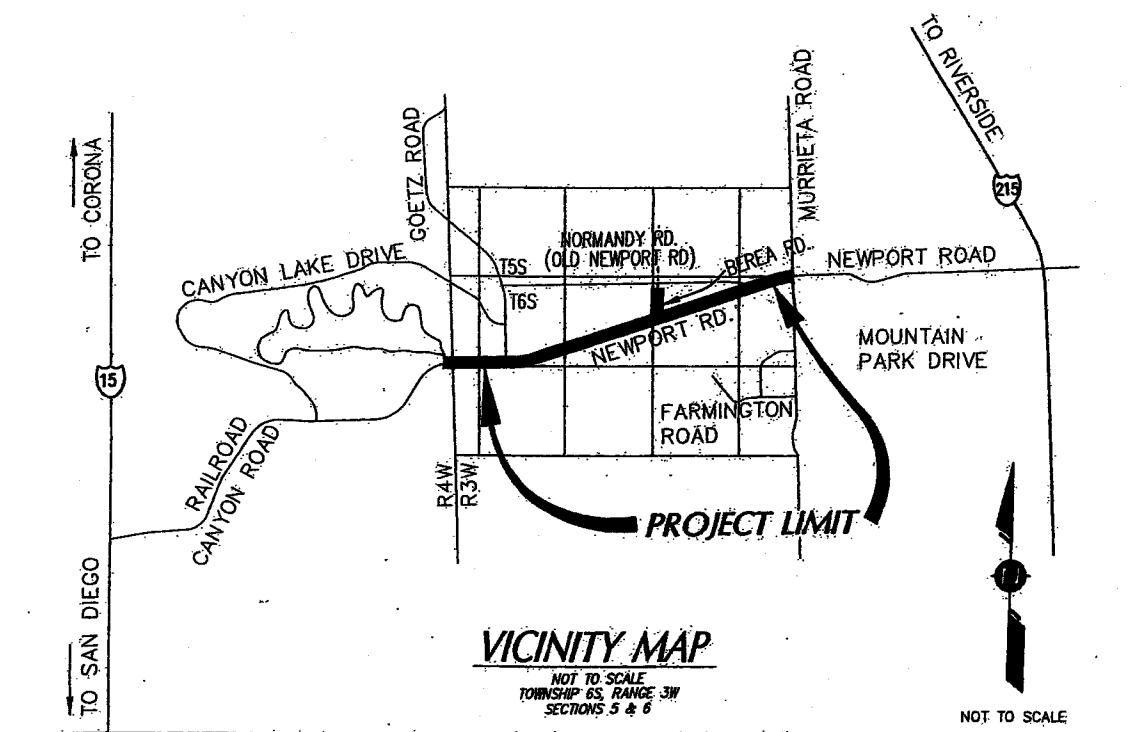 TO RIVERSIDE
215
MURRIETA ROAD
GOETZ ROAD
TO CORONA
NORMANDY RD.
(OLD NEWPORT RD)
BEREA RD.
NEWPORT ROAD
CANYON LAKE DRIVE
T5S
T6S
NEWPORT RD.
MOUNTAIN
PARK DRIVE
15
FARMINGTON
ROAD
RAILROAD
CANYON ROAD
R4W
R3W
PROJECT LIMIT
TO SAN DIEGO
N
VICINITY MAP
NOT TO SCALE
TOWNSHIP 6S, RANGE 3W
SECTIONS 5 & 6
NOT TO SCALE